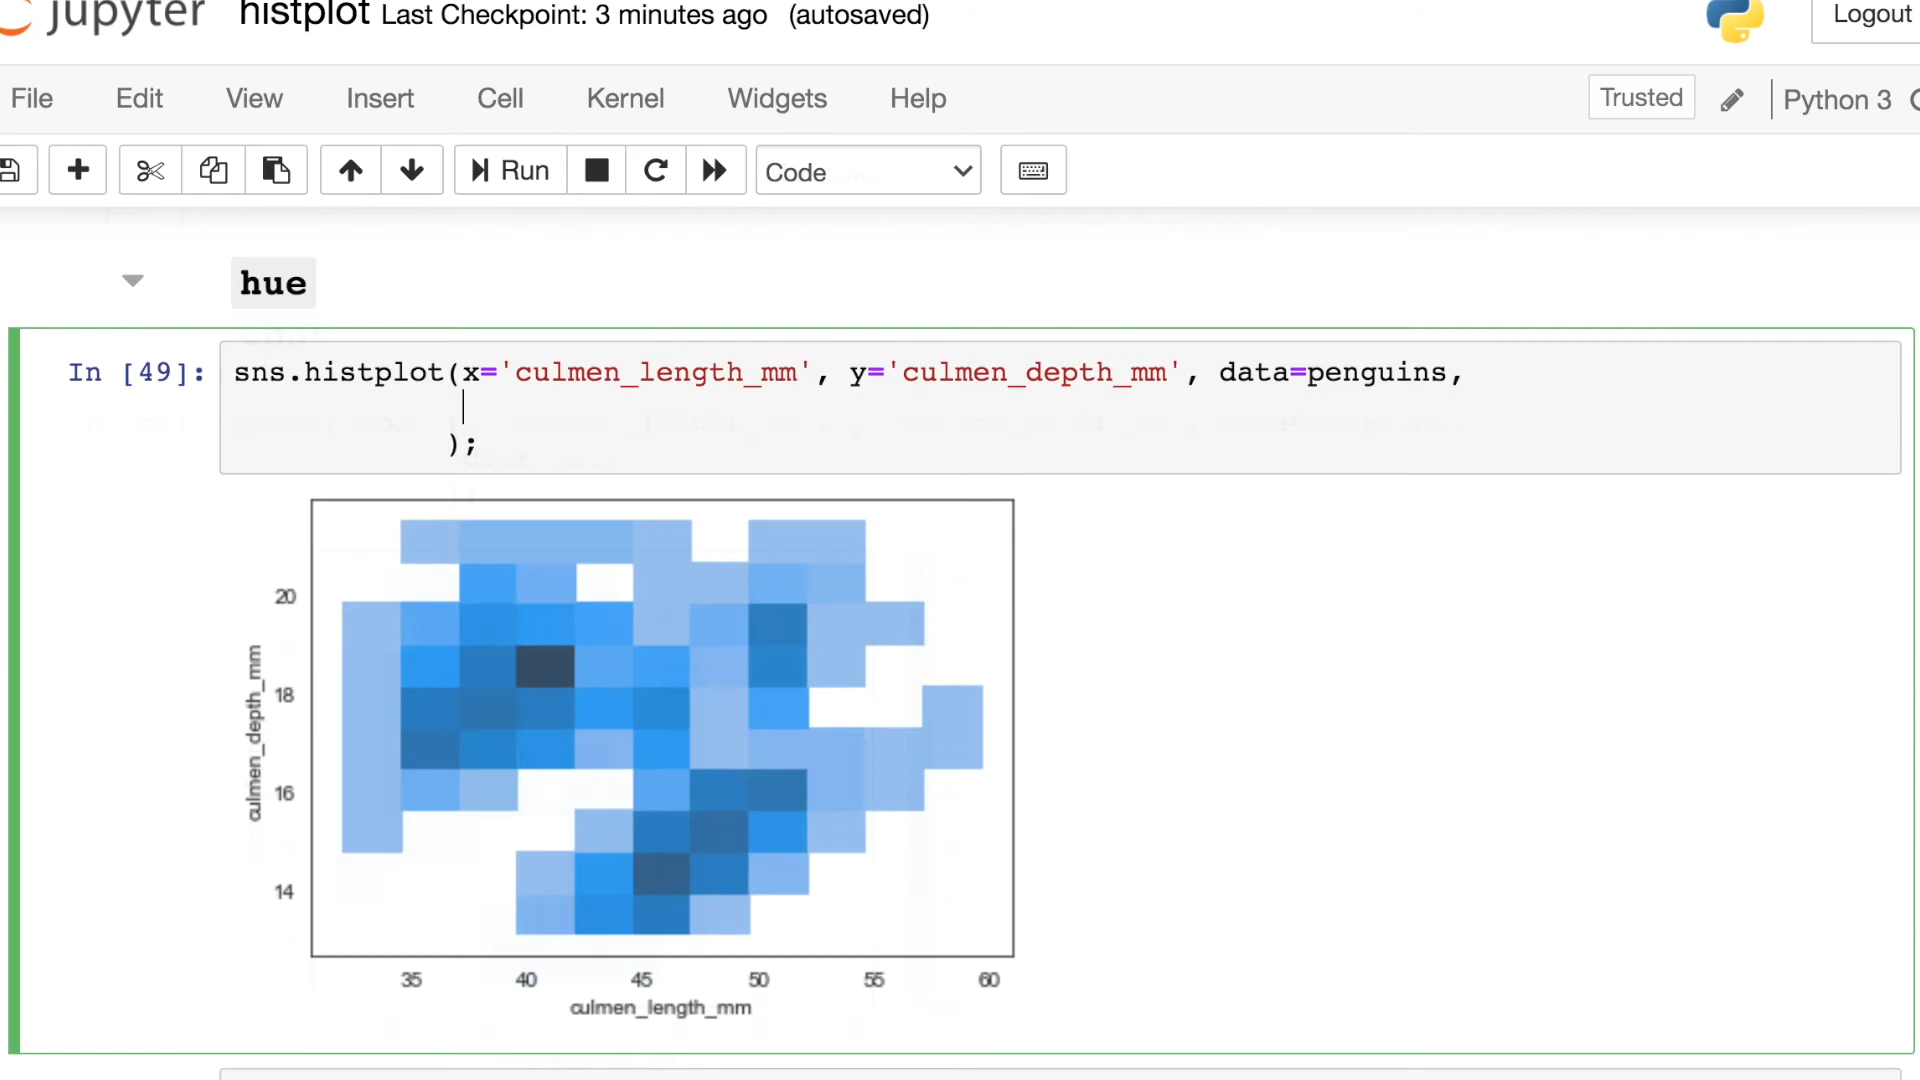 jupyter histplot Last Checkpoint: 3 minutes ago (autosaved) Logout
File Edit View Insert Cell Kernel Widgets Help Trusted Python 3
Run Code
hue
In [49]: sns.histplot(x='culmen_length_mm', y='culmen_depth_mm', data=penguins,
);
20
18
16
14
culmen_depth_mm
35 40 45 50 55 60
culmen_length_mm